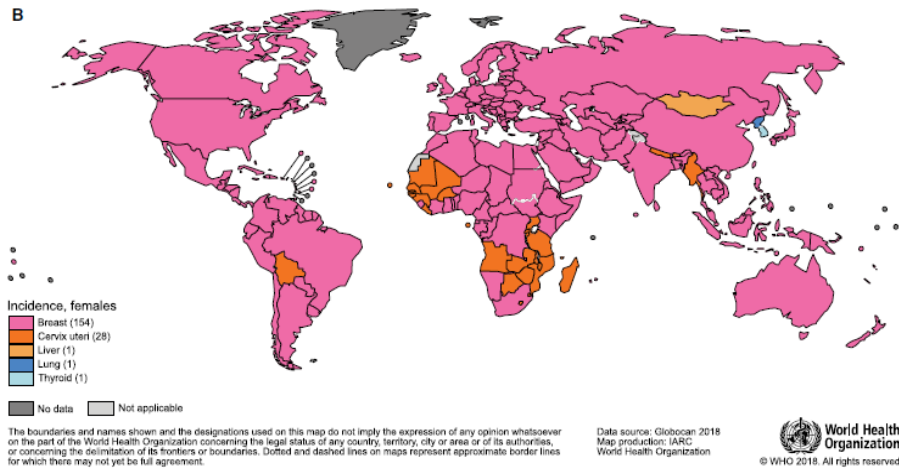 B
Incidence, females
Breast (154)
Cervix uteri (28)
Liver (1)
Lung (1)
Thyroid (1)
No data
Not applicable
The boundaries and names shown and the designations used on this map do not imply the expression of any opinion whatsoever
on the part of the World Health Organization concerning the legal status of any country, territory, city or area or of its authorities,
or concerning the delimitation of its frontiers or boundaries. Dotted and dashed lines on maps represent approximate border lines
for which there may not yet be full agreement.
Data source: Globocan 2018
Map production: IARC
World Health Organization
World Health
Organization
© WHO 2018. All rights reserved